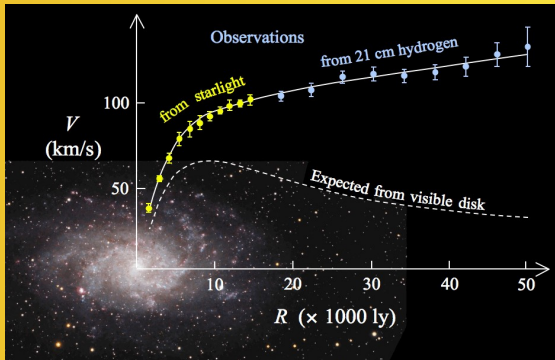 Observations
from starlight
from 21 cm hydrogen
100
V
(km/s)
50
Expected from visible disk
10
20
30
40
50
R (× 1000 ly)